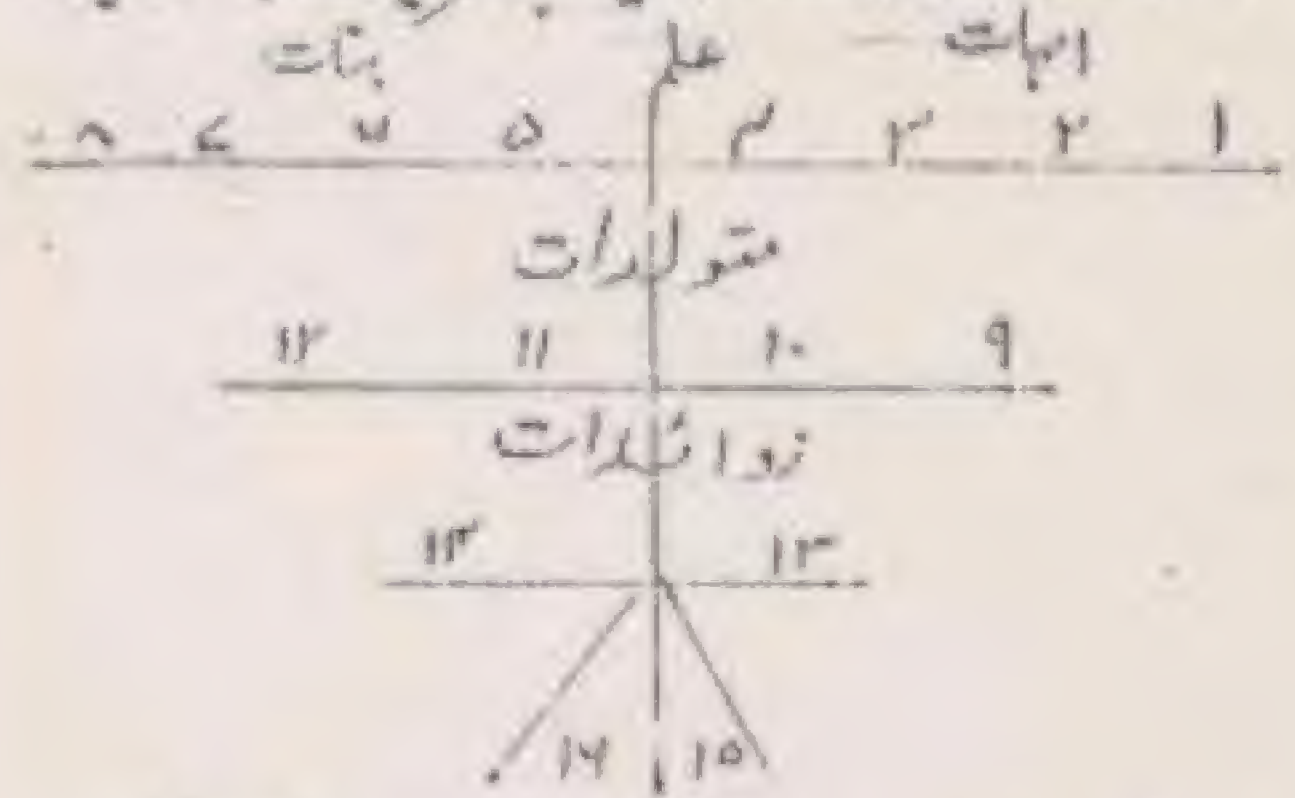 امہات علم بنات
۱ ۲ ۳ ۴ ۵ ۶ ۷ ۸
متولدات
۹ ۱۰ ۱۱ ۱۲
زوائدات
۱۳ ۱۴
۱۵ ۱۶